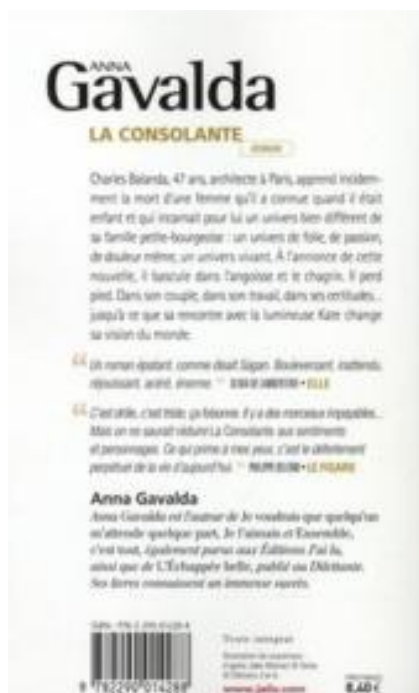 ANNA
Gavalda
LA CONSOLANTE
roman
Charles Balanda, 47 ans, architecte à Paris, apprend incidem-
ment la mort d'une femme qu'il a connue quand il était
enfant et qui incarnait pour lui un univers bien différent de
sa famille petite-bourgeoise : un univers de folie, de passion,
de douleur même, un univers vivant. À l'annonce de cette
nouvelle, il bascule dans l'angoisse et le chagrin. Il perd
pied. Dans son couple, dans son travail, dans ses certitudes...
jusqu'à ce que sa rencontre avec la lumineuse Kate change
sa vision du monde.
“ Un roman épatant, comme disait Sagan. Bouleversant, inattendu,
épuisant, acéré, énorme. ” • ELLE
“ C'est drôle, c'est triste, ça foisonne. Il y a des morceaux impayables...
Mais on ne saurait réduire La Consolante aux sentiments
et personnages. Ce qui prime à mes yeux, c'est le
perpétuel de la vie d'aujourd'hui. ” • LE FIGARO
Anna Gavalda
Anna Gavalda est l'auteur de Je voudrais que quelqu'un
m'attende quelque part, Je l'aimais et Ensemble,
c'est tout, également parus aux Éditions J'ai lu,
ainsi que de L'Échappée belle, publié au Dilettante.
Ses livres connaissent un immense succès.
Texte intégral
9 782290 014288
8,40 €